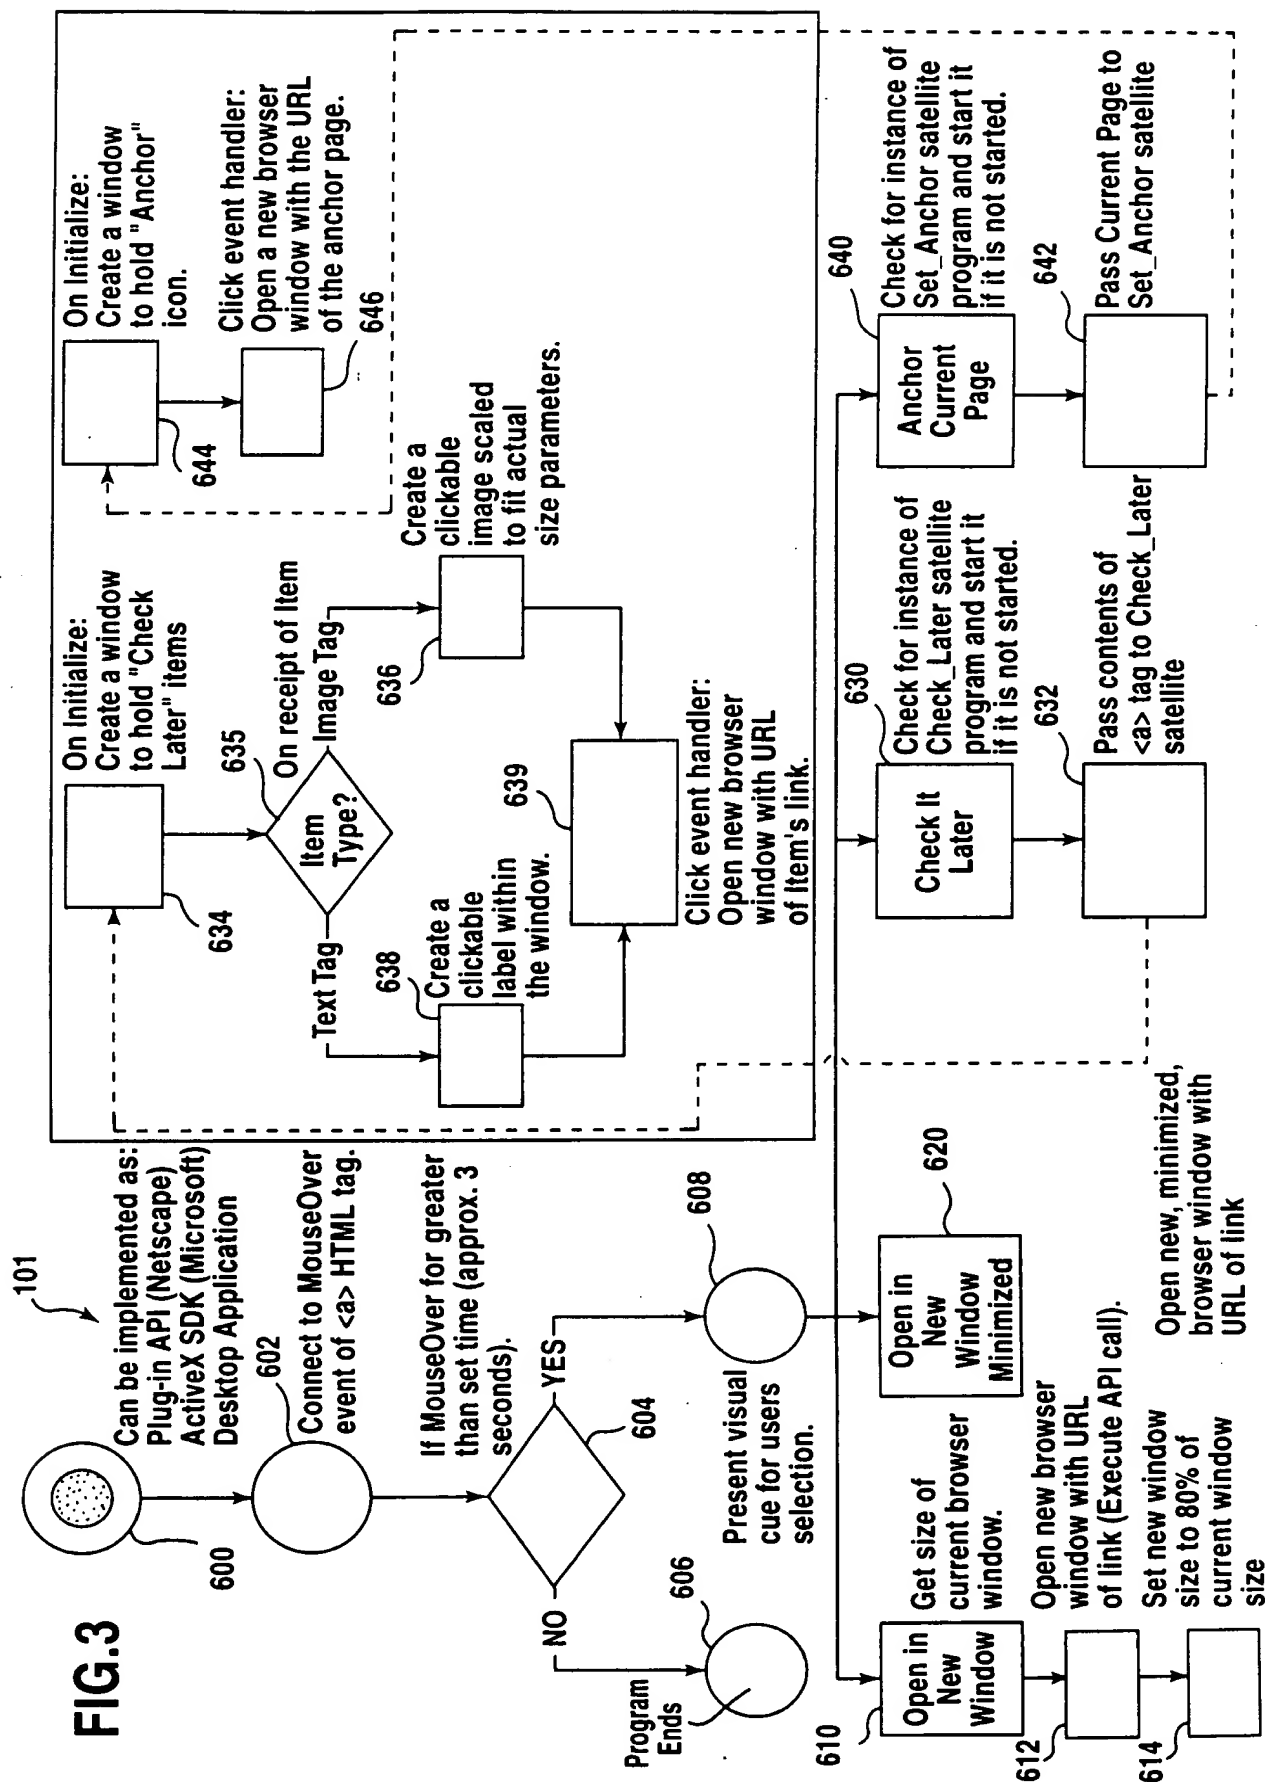 FIG.3
101
Can be implemented as:
Plug-in API (Netscape)
ActiveX SDK (Microsoft)
Desktop Application
600
602
Connect to MouseOver
event of <a> HTML tag.
If MouseOver for greater
than set time (approx. 3
seconds).
604
NO
YES
606
Program
Ends
608
Present visual
cue for users
selection.
610
Open in
New
Window
Get size of
current browser
window.
612
Open new browser
window with URL
of link (Execute API call).
614
Set new window
size to 80% of
current window
size
620
Open in
New
Window
Minimized
Open new, minimized,
browser window with
URL of link
630
Check It
Later
Check for instance of
Check_Later satellite
program and start it
if it is not started.
632
Pass contents of
<a> tag to Check_Later
satellite
640
Anchor
Current
Page
Check for instance of
Set_Anchor satellite
program and start it
if it is not started.
642
Pass Current Page to
Set_Anchor satellite
634
On Initialize:
Create a window
to hold "Check
Later" items
635
Item
Type?
On receipt of Item
Text Tag
Image Tag
638
Create a
clickable
label within
the window.
636
Create a
clickable
image scaled
to fit actual
size parameters.
639
Click event handler:
Open new browser
window with URL
of Item's link.
644
On Initialize:
Create a window
to hold "Anchor"
icon.
646
Click event handler:
Open a new browser
window with the URL
of the anchor page.